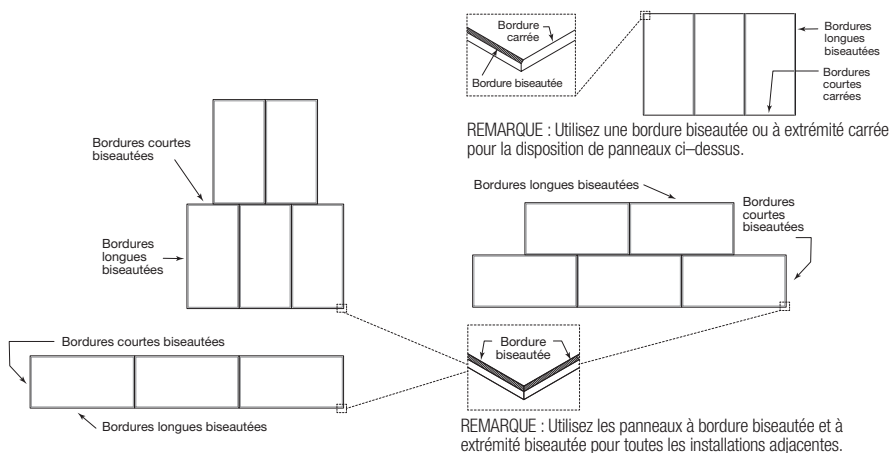 Bordure
carrée
Bordure biseautée
Bordures
longues
biseautées
Bordures
courtes
carrées
REMARQUE : Utilisez une bordure biseautée ou à extrémité carrée
pour la disposition de panneaux ci–dessus.
Bordures courtes
biseautées
Bordures
longues
biseautées
Bordures longues biseautées
Bordures
courtes
biseautées
Bordures courtes biseautées
Bordures longues biseautées
Bordure
biseautée
REMARQUE : Utilisez les panneaux à bordure biseautée et à
extrémité biseautée pour toutes les installations adjacentes.